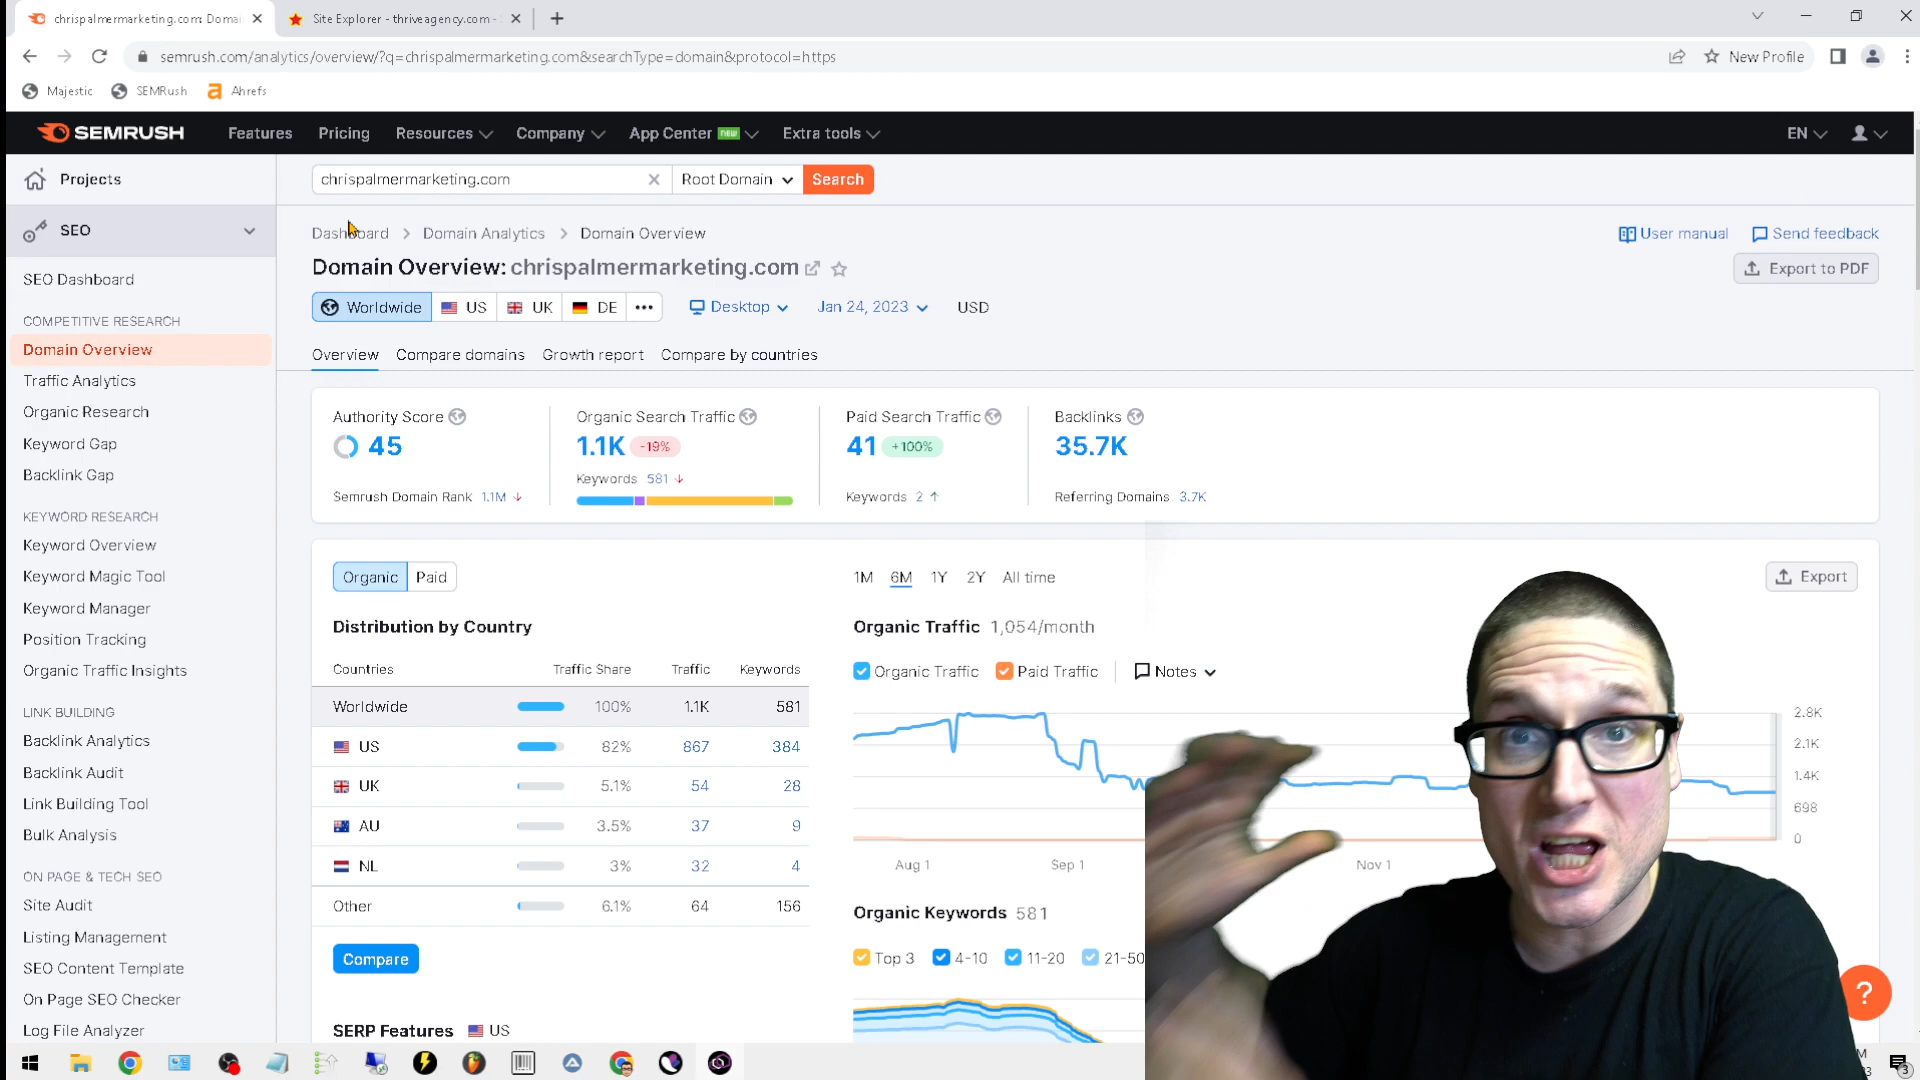 chrispalmermarketing.com: Domai
Site Explorer - thriveagency.com -
semrush.com/analytics/overview/?q=chrispalmermarketing.com&searchType=domain&protocol=https
New Profile
Majestic
SEMRush
Ahrefs
SEMRUSH
Features
Pricing
Resources
Company
App Center new
Extra tools
EN
Projects
chrispalmermarketing.com
Root Domain
Search
SEO
Dashboard > Domain Analytics > Domain Overview
User manual
Send feedback
Domain Overview: chrispalmermarketing.com
Export to PDF
Worldwide
US
UK
DE
Desktop
Jan 24, 2023
USD
Overview
Compare domains
Growth report
Compare by countries
SEO Dashboard
COMPETITIVE RESEARCH
Domain Overview
Traffic Analytics
Organic Research
Keyword Gap
Backlink Gap
KEYWORD RESEARCH
Keyword Overview
Keyword Magic Tool
Keyword Manager
Position Tracking
Organic Traffic Insights
LINK BUILDING
Backlink Analytics
Backlink Audit
Link Building Tool
Bulk Analysis
ON PAGE & TECH SEO
Site Audit
Listing Management
SEO Content Template
On Page SEO Checker
Log File Analyzer
Authority Score
45
Semrush Domain Rank 1.1M
Organic Search Traffic
1.1K -19%
Keywords 581
Paid Search Traffic
41 +100%
Keywords 2
Backlinks
35.7K
Referring Domains 3.7K
Organic
Paid
1M 6M 1Y 2Y All time
Export
Distribution by Country
Countries Traffic Share Traffic Keywords
Worldwide 100% 1.1K 581
US 82% 867 384
UK 5.1% 54 28
AU 3.5% 37 9
NL 3% 32 4
Other 6.1% 64 156
Compare
SERP Features US
Organic Traffic 1,054/month
Organic Traffic
Paid Traffic
Notes
2.8K
2.1K
1.4K
698
0
Aug 1
Sep 1
Nov 1
Organic Keywords 581
Top 3
4-10
11-20
21-50
?
M
23
3